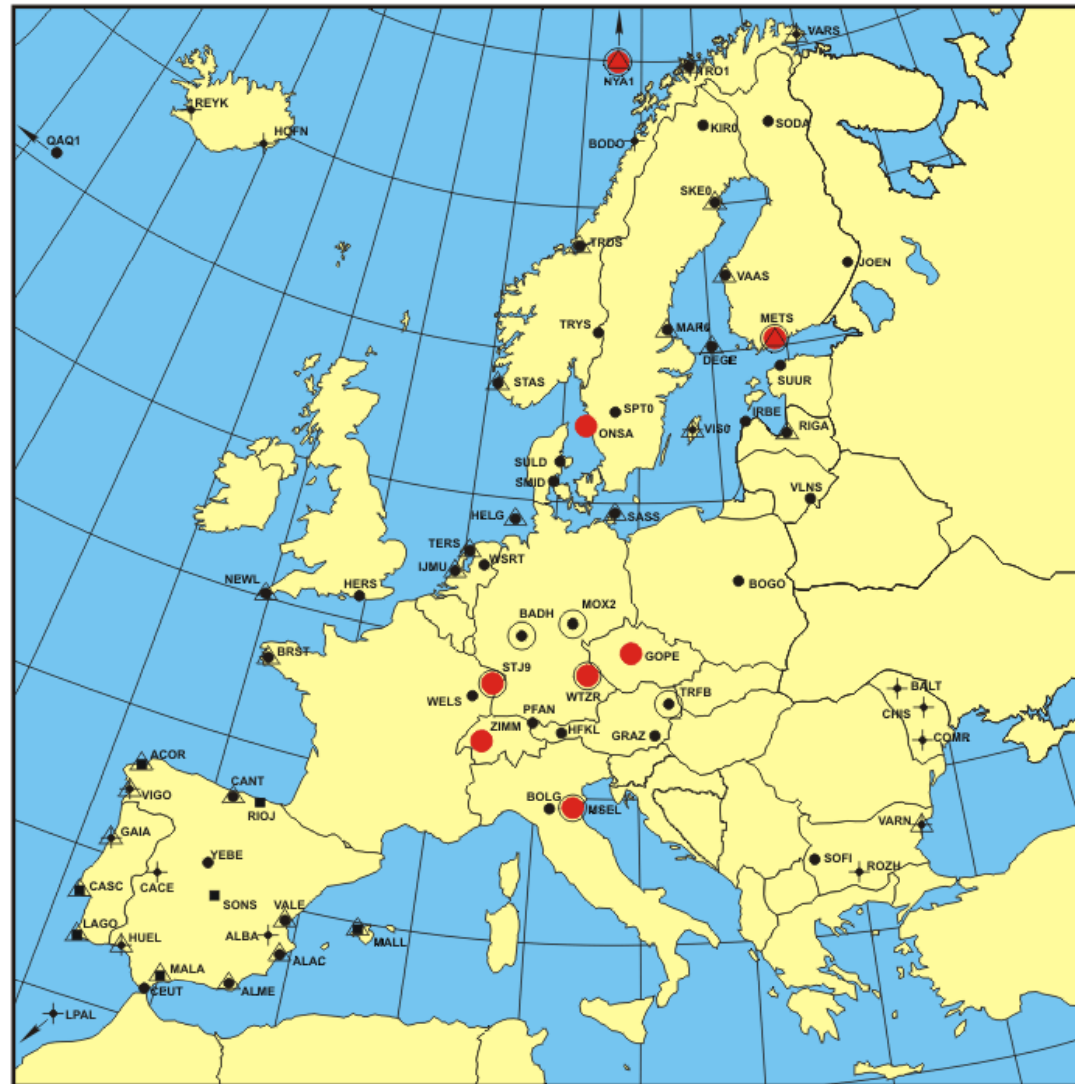 VARS
NYA1
TRO1
REYK
KIR0
SODA
HOFN
BODO
QAQ1
SKE0
TRDS
JOEN
VAAS
METS
TRYS
MAR6
DEGE
SUUR
STAS
SPT0
IRBE
ONSA
VIS0
RIGA
SULD
SMID
VLNS
HELG
SASS
TERS
WSRT
IJMU
NEWL
HERS
BOGO
MOX2
BADH
BRST
GOPE
STJ9
WTZR
TRFB
BALT
WELS
PFAN
CHIS
ZIMM
HFKL
GRAZ
COMR
ACOR
CANT
VIGO
RIOJ
BOLG
MSEL
VARN
GAIA
YEBE
SOFI
ROZH
CACE
CASC
SONS
VALE
LAGO
HUEL
ALBA
MALL
ALAC
MALA
CEUT
ALME
LPAL